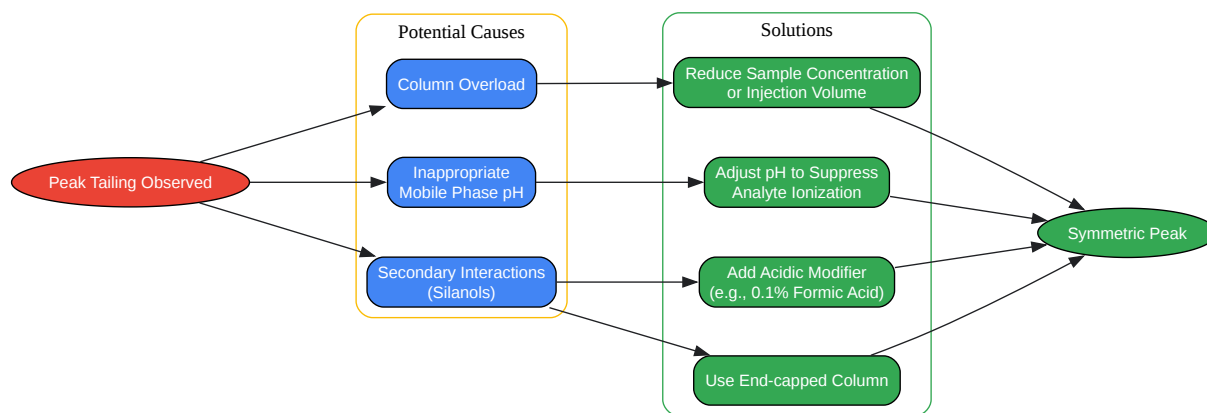 Potential Causes
Solutions
Column Overload
Reduce Sample Concentration
or Injection Volume
Peak Tailing Observed
Inappropriate
Mobile Phase pH
Adjust pH to Suppress
Analyte Ionization
Symmetric Peak
Secondary Interactions
(Silanols)
Add Acidic Modifier
(e.g., 0.1% Formic Acid)
Use End-capped Column